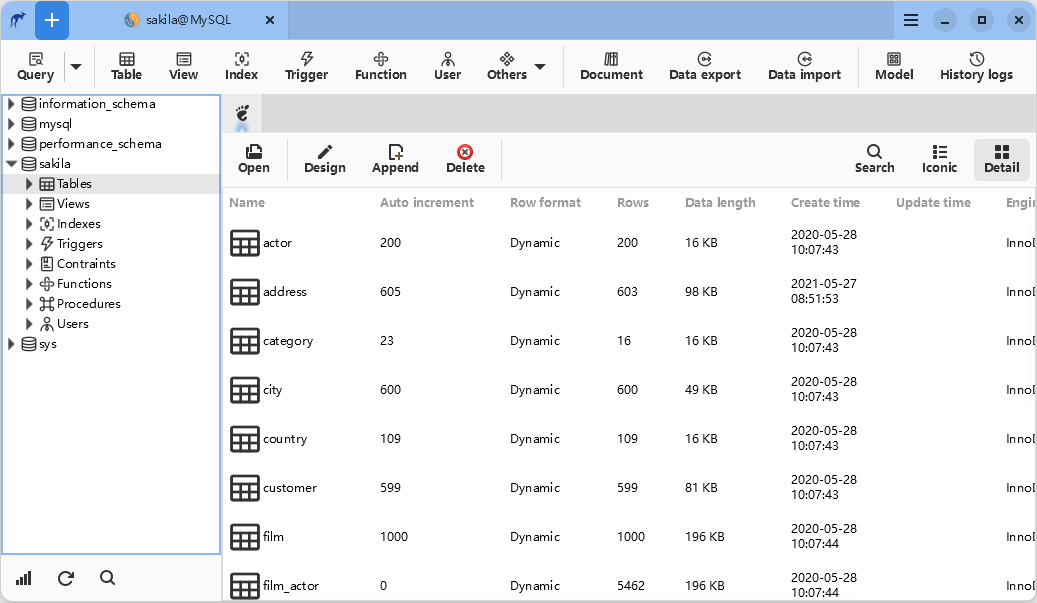 sakila@MySQL
Query
Table
View
Index
Trigger
Function
User
Others
Document
Data export
Data import
Model
History logs
information_schema
mysql
performance_schema
sakila
Tables
Views
Indexes
Triggers
Contraints
Functions
Procedures
Users
sys
Open
Design
Append
Delete
Search
Iconic
Detail
Name Auto increment Row format Rows Data length Create time Update time Engi
actor 200 Dynamic 200 16 KB 2020-05-28 10:07:43 Inno
address 605 Dynamic 603 98 KB 2021-05-27 08:51:53 Inno
category 23 Dynamic 16 16 KB 2020-05-28 10:07:43 Inno
city 600 Dynamic 600 49 KB 2020-05-28 10:07:43 Inno
country 109 Dynamic 109 16 KB 2020-05-28 10:07:43 Inno
customer 599 Dynamic 599 81 KB 2020-05-28 10:07:43 Inno
film 1000 Dynamic 1000 196 KB 2020-05-28 10:07:44 Inno
film_actor 0 Dynamic 5462 196 KB 2020-05-28 10:07:44 Inno